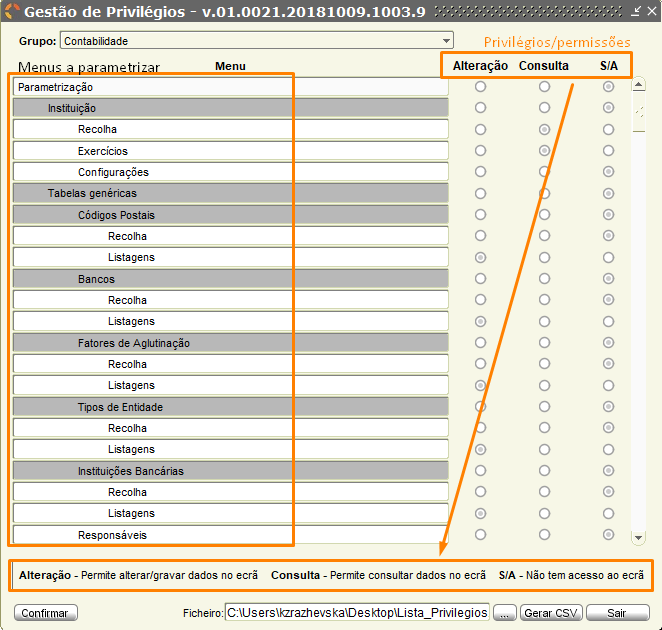 Gestão de Privilégios - v.01.0021.20181009.1003.9
Grupo: Contabilidade
Privilégios/permissões
Menus a parametrizar Menu Alteração Consulta S/A
Parametrização
Instituição
Recolha
Exercícios
Configurações
Tabelas genéricas
Códigos Postais
Recolha
Listagens
Bancos
Recolha
Listagens
Fatores de Aglutinação
Recolha
Listagens
Tipos de Entidade
Recolha
Listagens
Instituições Bancárias
Recolha
Listagens
Responsáveis
Alteração - Permite alterar/gravar dados no ecrã Consulta - Permite consultar dados no ecrã S/A - Não tem acesso ao ecrã
Confirmar Ficheiro: C:\Users\kzrazhevska\Desktop\Lista_Privilegios ... Gerar CSV Sair